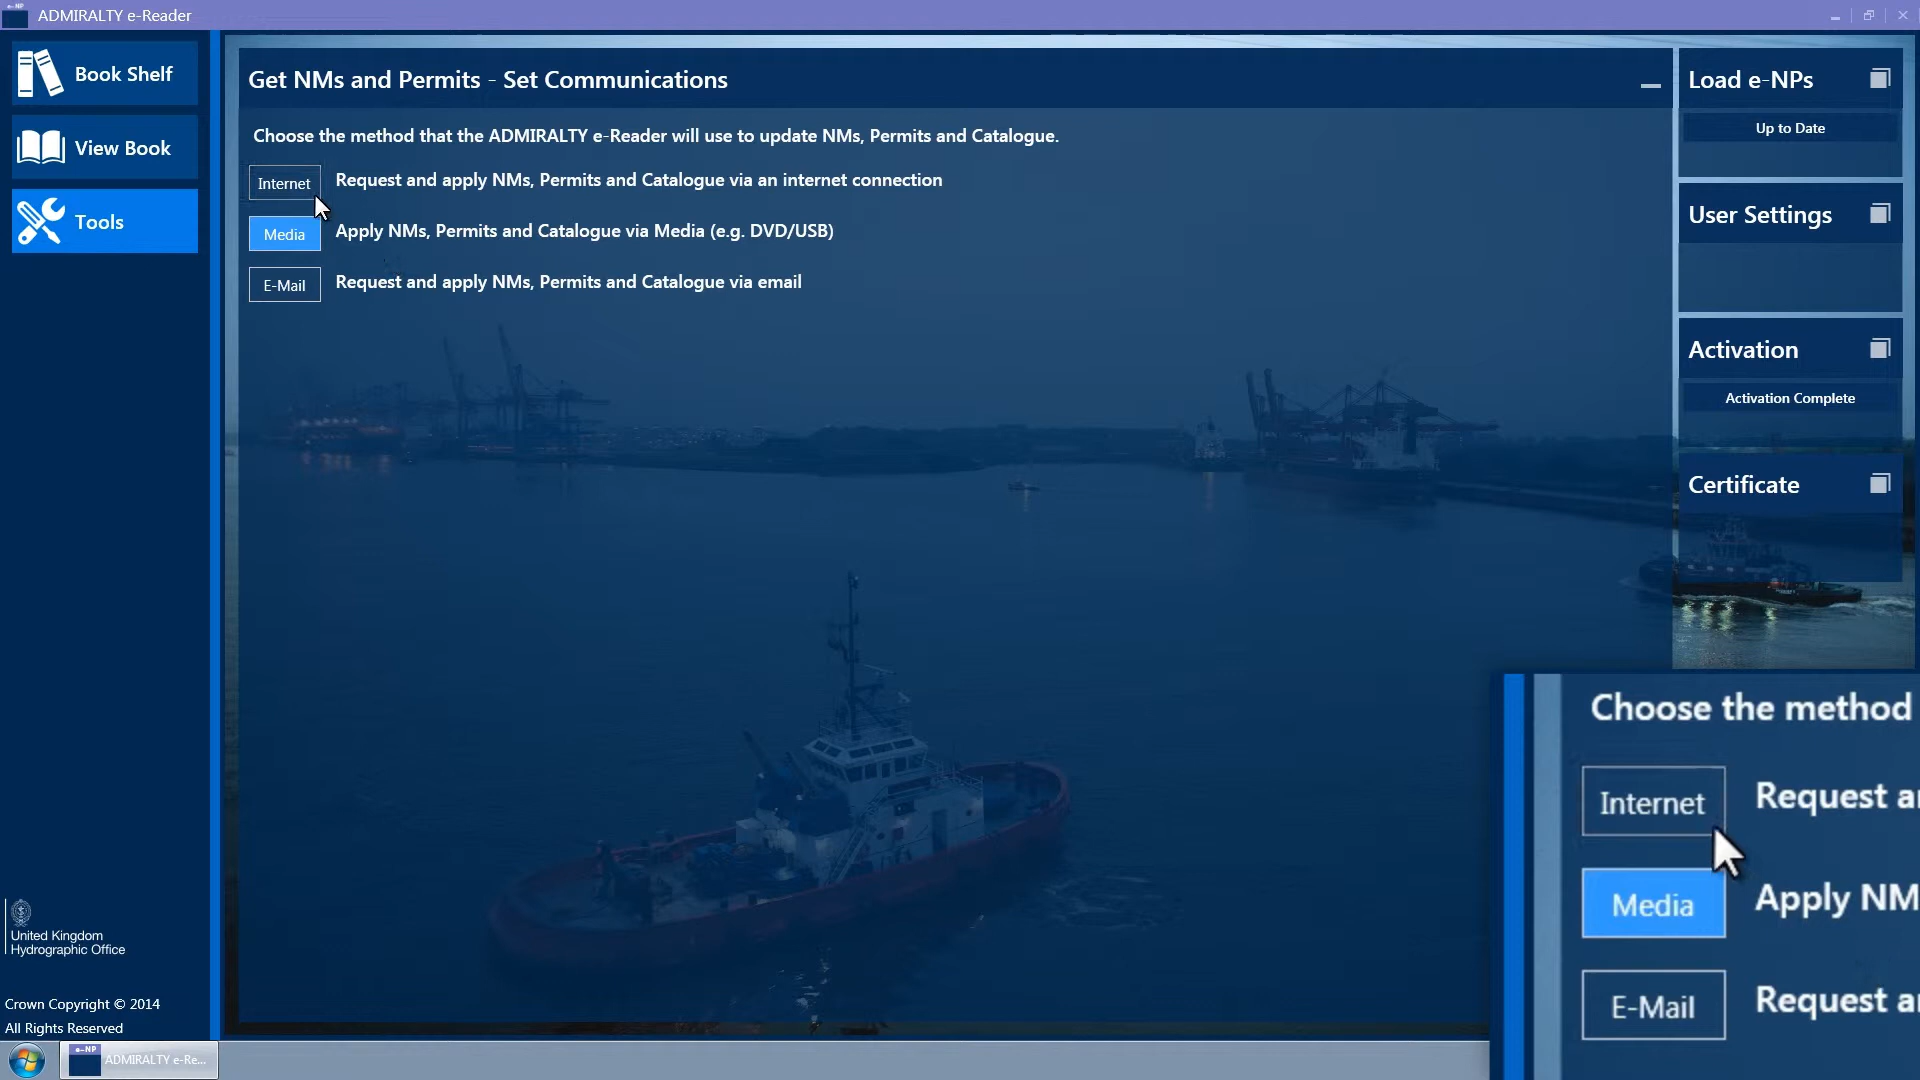 e-NP
ADMIRALTY e-Reader
Book Shelf
View Book
Tools
Get NMs and Permits - Set Communications
Choose the method that the ADMIRALTY e-Reader will use to update NMs, Permits and Catalogue.
Internet
Request and apply NMs, Permits and Catalogue via an internet connection
Media
Apply NMs, Permits and Catalogue via Media (e.g. DVD/USB)
E-Mail
Request and apply NMs, Permits and Catalogue via email
Load e-NPs
Up to Date
User Settings
Activation
Activation Complete
Certificate
Choose the method
Internet
Request a
Media
Apply NM
E-Mail
Request a
United Kingdom
Hydrographic Office
Crown Copyright © 2014
All Rights Reserved
e-NP
ADMIRALTY e-Re...